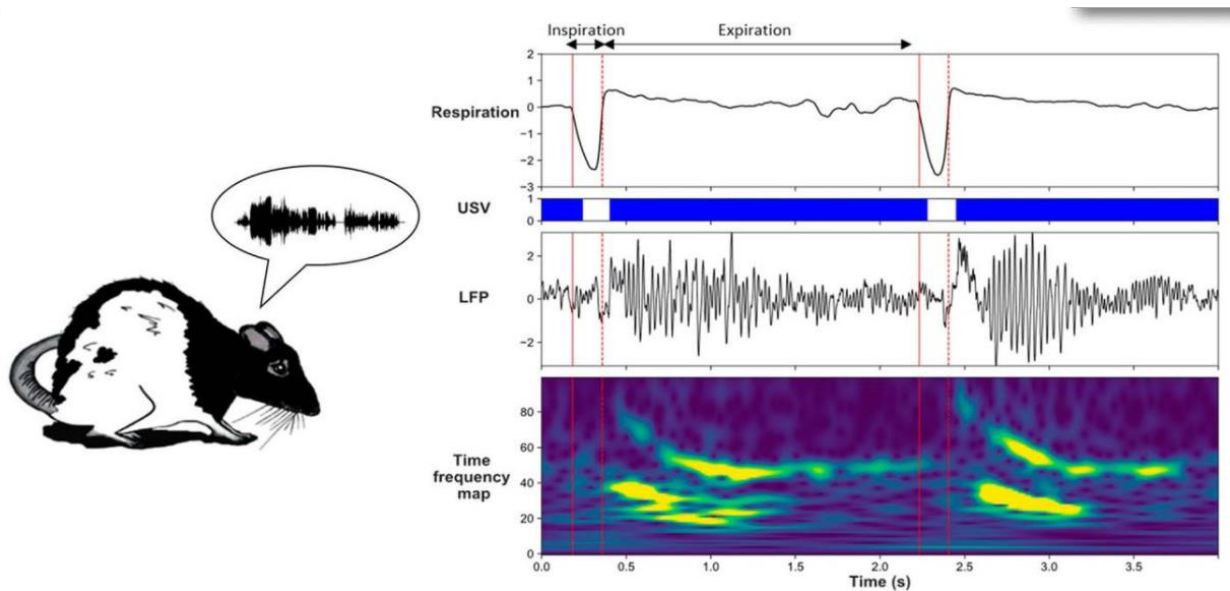 Inspiration Expiration
2
1
Respiration 0
−1
−2
−3
USV 1
0
2
LFP 0
−2
80
60
Time frequency map 40
20
0
0.0 0.5 1.0 1.5 2.0 2.5 3.0 3.5
Time (s)